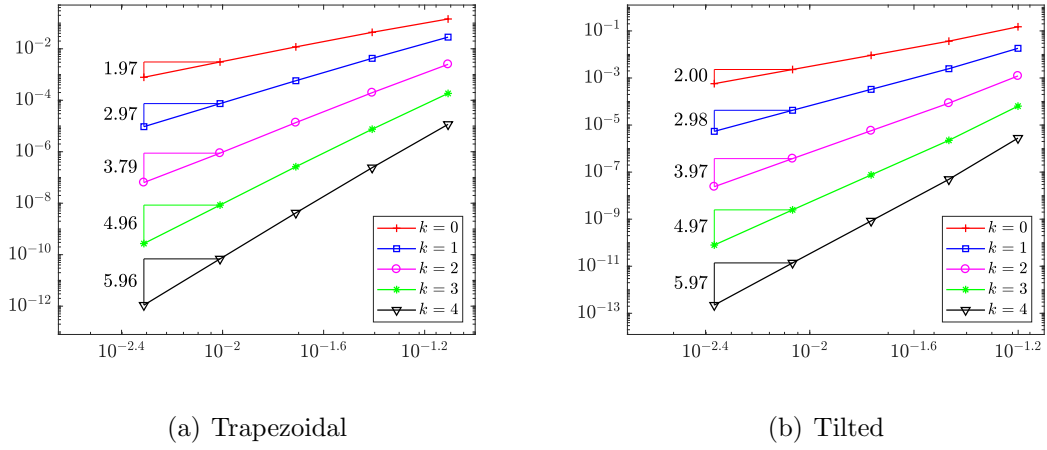 10^{-2}
10^{-4}
10^{-6}
10^{-8}
10^{-10}
10^{-12}
1.97
2.97
3.79
4.96
5.96
k = 0
k = 1
k = 2
k = 3
k = 4
10^{-2.4}
10^{-2}
10^{-1.6}
10^{-1.2}
(a) Trapezoidal
10^{-1}
10^{-3}
10^{-5}
10^{-7}
10^{-9}
10^{-11}
10^{-13}
2.00
2.98
3.97
4.97
5.97
k = 0
k = 1
k = 2
k = 3
k = 4
10^{-2.4}
10^{-2}
10^{-1.6}
10^{-1.2}
(b) Tilted